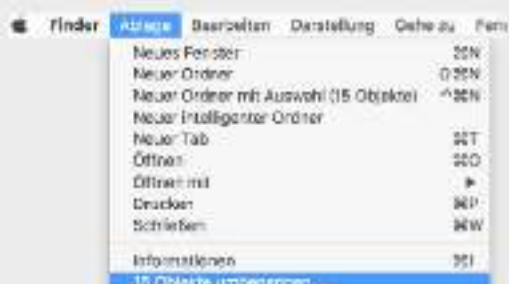 Finder Ablage Bearbeiten Darstellung Gehe zu
Neues Fenster ⌘N
Neuer Ordner ⇧⌘N
Neuer Ordner mit Auswahl (15 Objekte) ^⌘N
Neuer intelligenter Ordner
Neuer Tab ⌘T
Öffnen ⌘O
Öffnen mit ▶
Drucken ⌘P
Schließen ⌘W
Informationen ⌘I
15 Objekte umbenennen